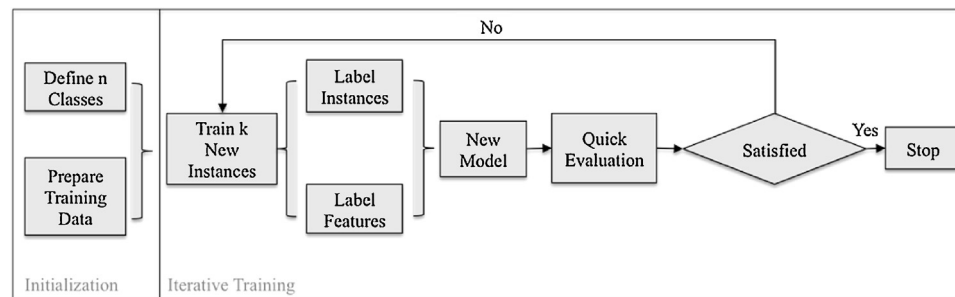 No
Define n
Classes
Prepare
Training
Data
Train k
New
Instances
Label
Instances
Label
Features
New
Model
Quick
Evaluation
Satisfied
Yes
Stop
Initialization
Iterative Training